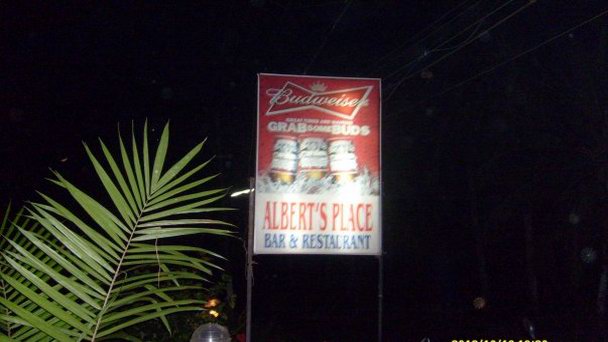 Budweiser
GRAB SOME BUDS
ALBERT'S PLACE
BAR & RESTAURANT